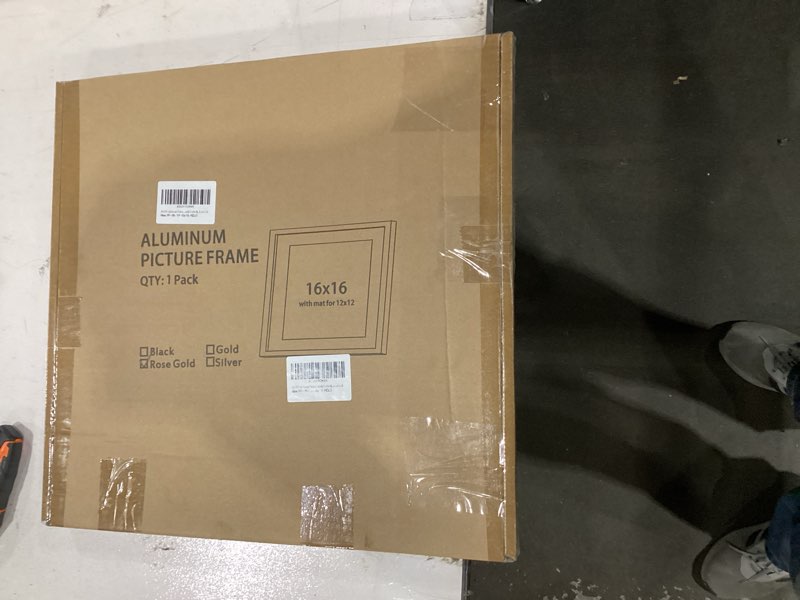 ALUMINUM
PICTURE FRAME
QTY: 1 Pack
16x16
with mat for 12x12
Black
Gold
Rose Gold
Silver